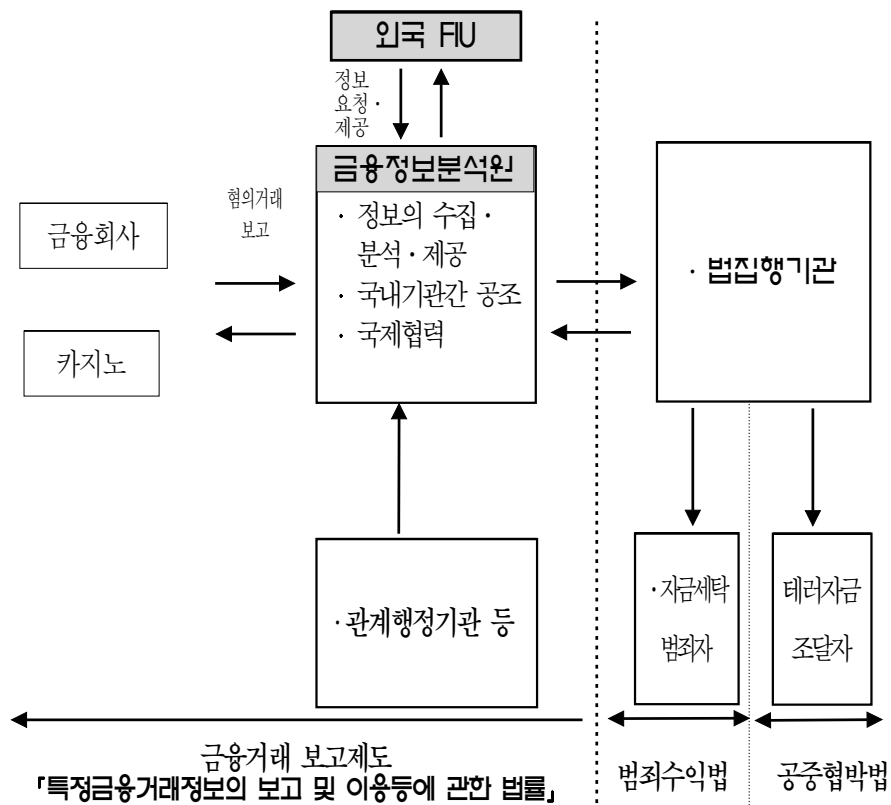 외국 FIU
정보
요청·
제공
금융정보분석원
· 정보의 수집·
분석·제공
· 국내기관간 공조
· 국제협력
혐의거래
보고
금융회사
카지노
· 법집행기관
·관계행정기관 등
·자금세탁
범죄자
테러자금
조달자
금융거래 보고제도
「특정금융거래정보의 보고 및 이용등에 관한 법률」
범죄수익법
공중협박법